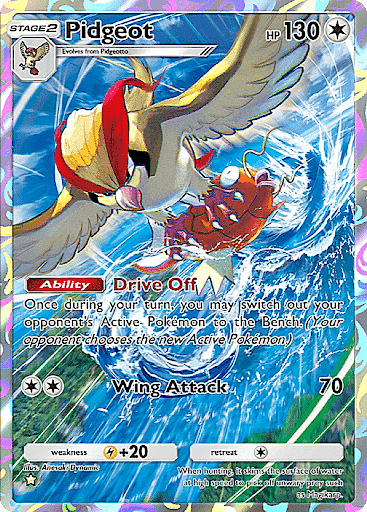 STAGE 2 Pidgeot HP 130
Evolves from Pidgeotto
Ability Drive Off
Once during your turn, you may switch out your
opponent's Active Pokémon to the Bench. (Your
opponent chooses the new Active Pokémon.)
Wing Attack 70
weakness +20 retreat
Illus. Anesaki Dynamic
When hunting, it skims the surface of water
at high speed to pick off unwary prey such
as Magikarp.